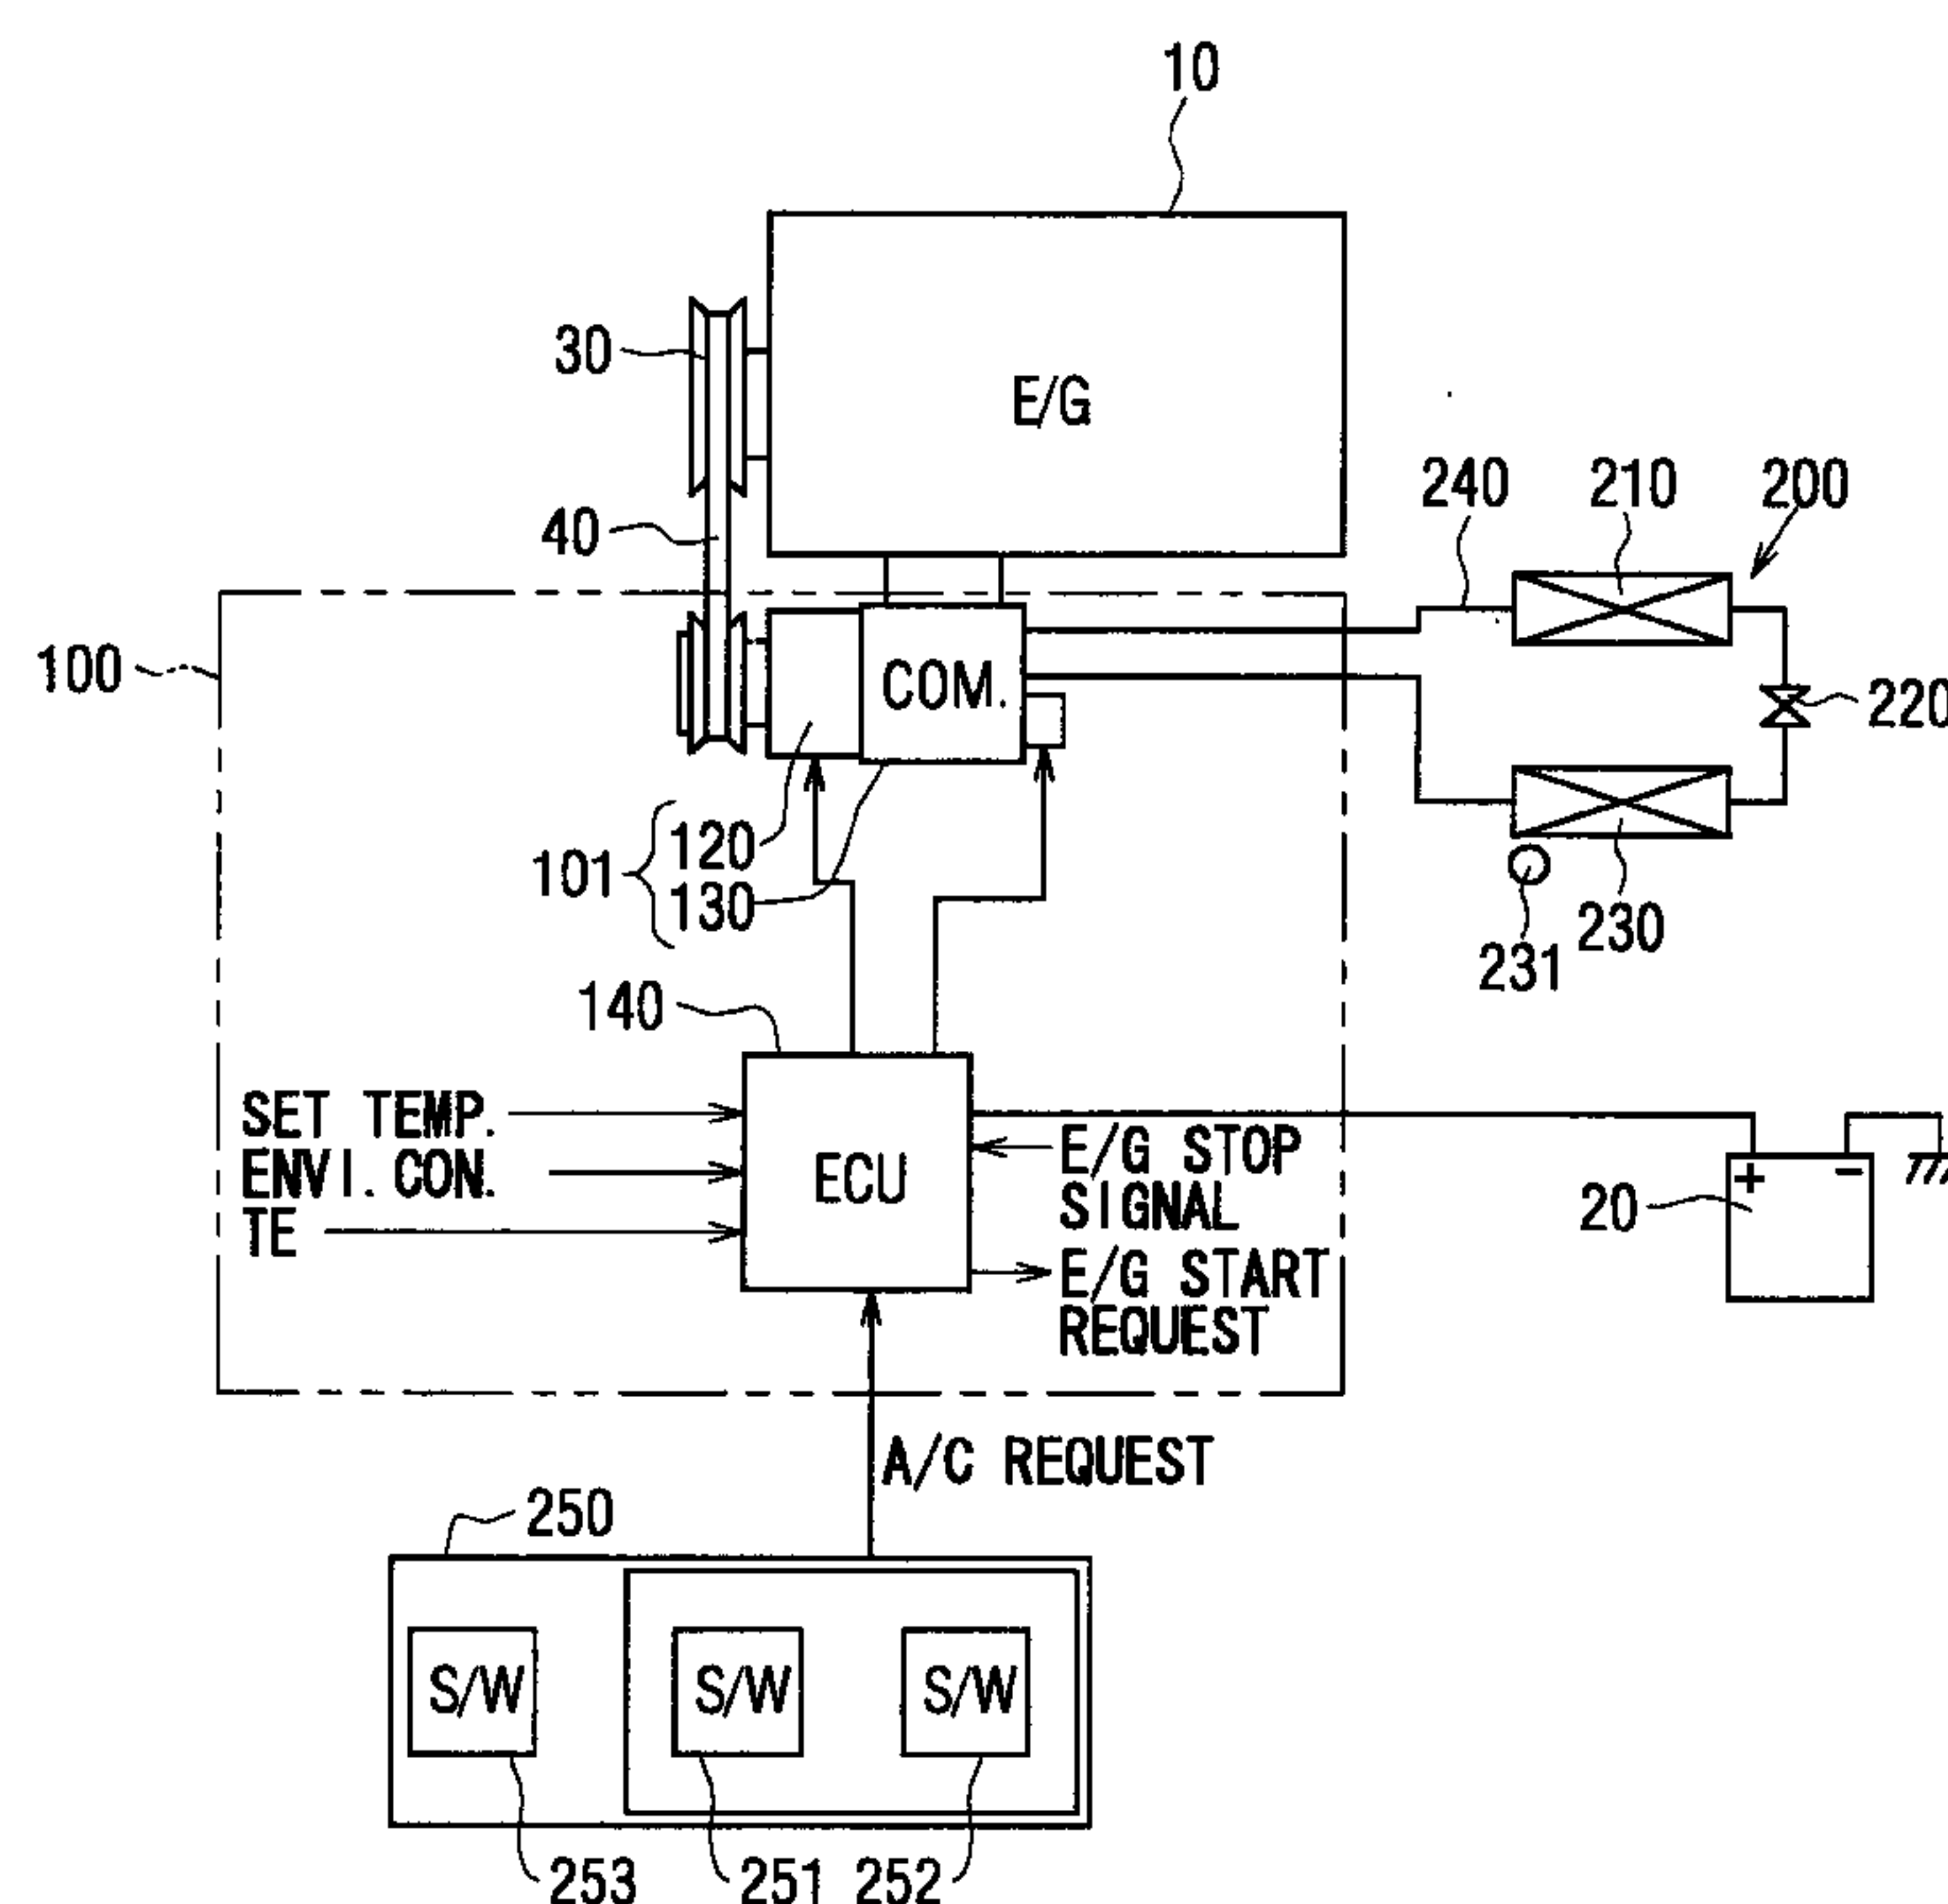 10
30
E/G
40
240
210
200
100
COM.
220
101
120
130
230
231
140
SET TEMP.
ENVI. CON.
TE
ECU
E/G STOP
SIGNAL
E/G START
REQUEST
+
−
20
A/C REQUEST
250
S/W
S/W
S/W
253
251
252